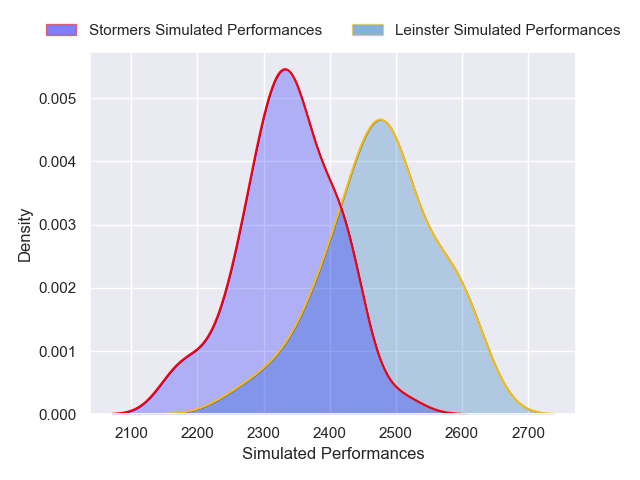 Stormers Simulated Performances Leinster Simulated Performances
0.005
0.004
0.003
0.002
0.001
0.000
Density
2100 2200 2300 2400 2500 2600 2700
Simulated Performances